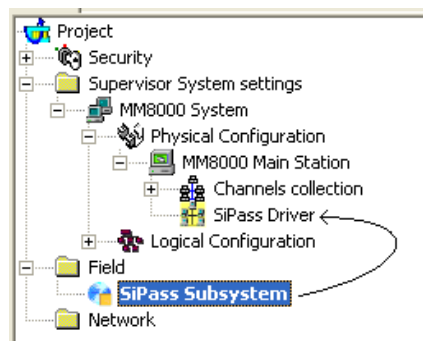 Project
Security
Supervisor System settings
MM8000 System
Physical Configuration
MM8000 Main Station
Channels collection
SiPass Driver
Logical Configuration
Field
SiPass Subsystem
Network